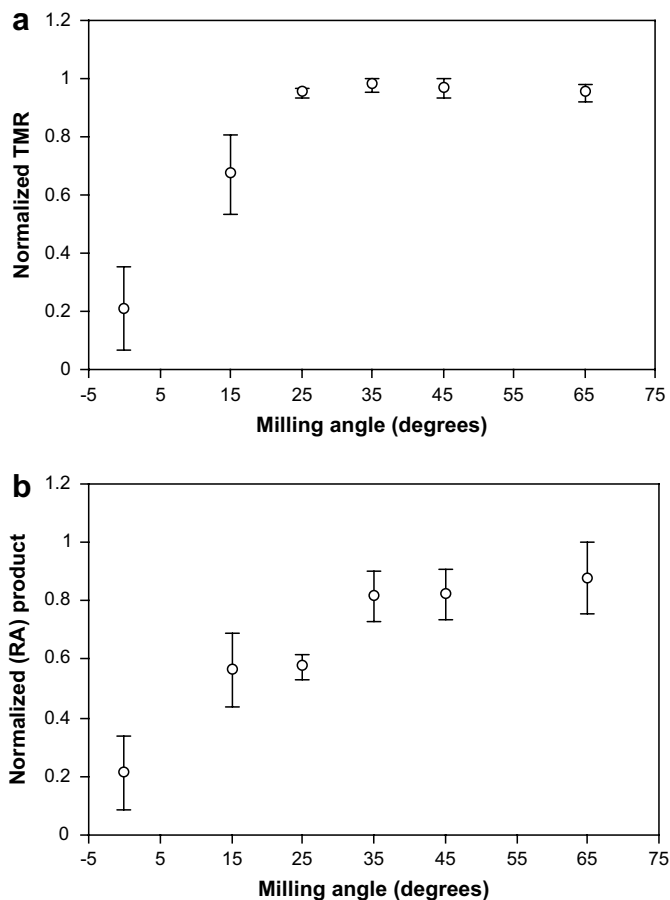 a
1.2
1
0.8
0.6
0.4
0.2
0
Normalized TMR
-5 5 15 25 35 45 55 65 75
Milling angle (degrees)
b
1.2
1
0.8
0.6
0.4
0.2
0
Normalized (RA) product
-5 5 15 25 35 45 55 65 75
Milling angle (degrees)